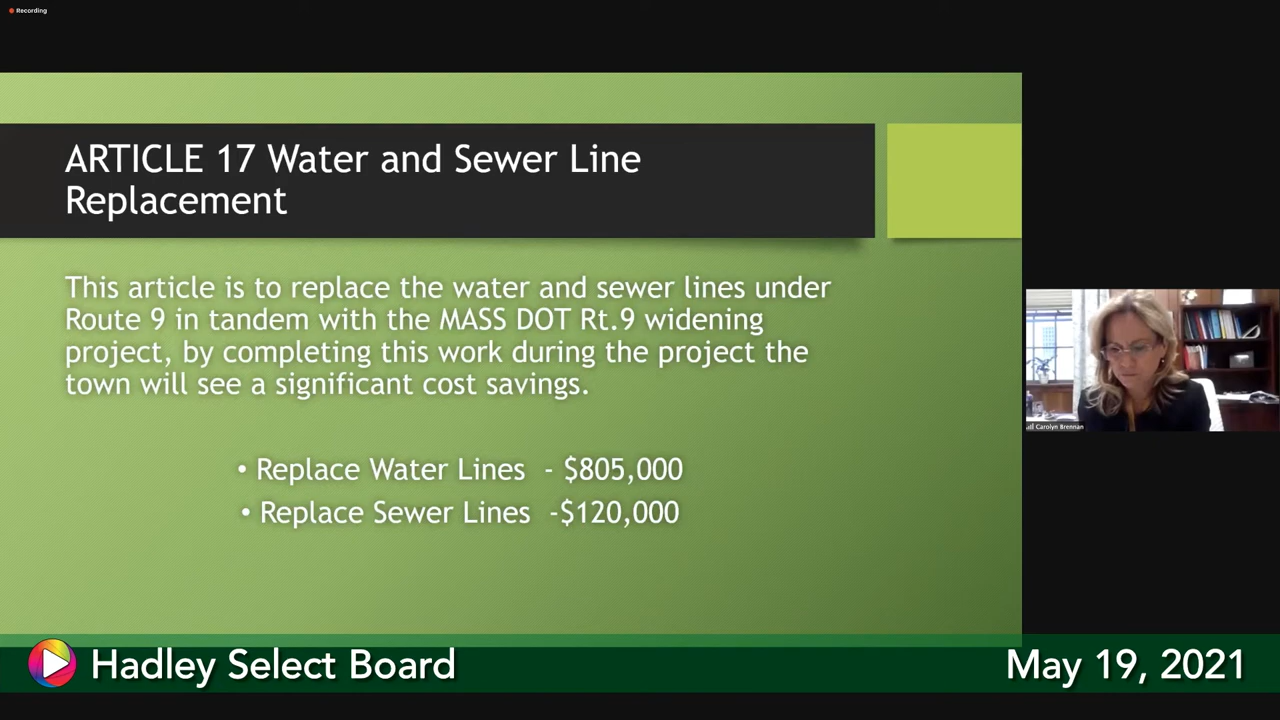 Recording
ARTICLE 17 Water and Sewer Line
Replacement
This article is to replace the water and sewer lines under
Route 9 in tandem with the MASS DOT Rt.9 widening
project, by completing this work during the project the
town will see a significant cost savings.
• Replace Water Lines - $805,000
• Replace Sewer Lines -$120,000
Carolyn Brennan
Hadley Select Board
May 19, 2021